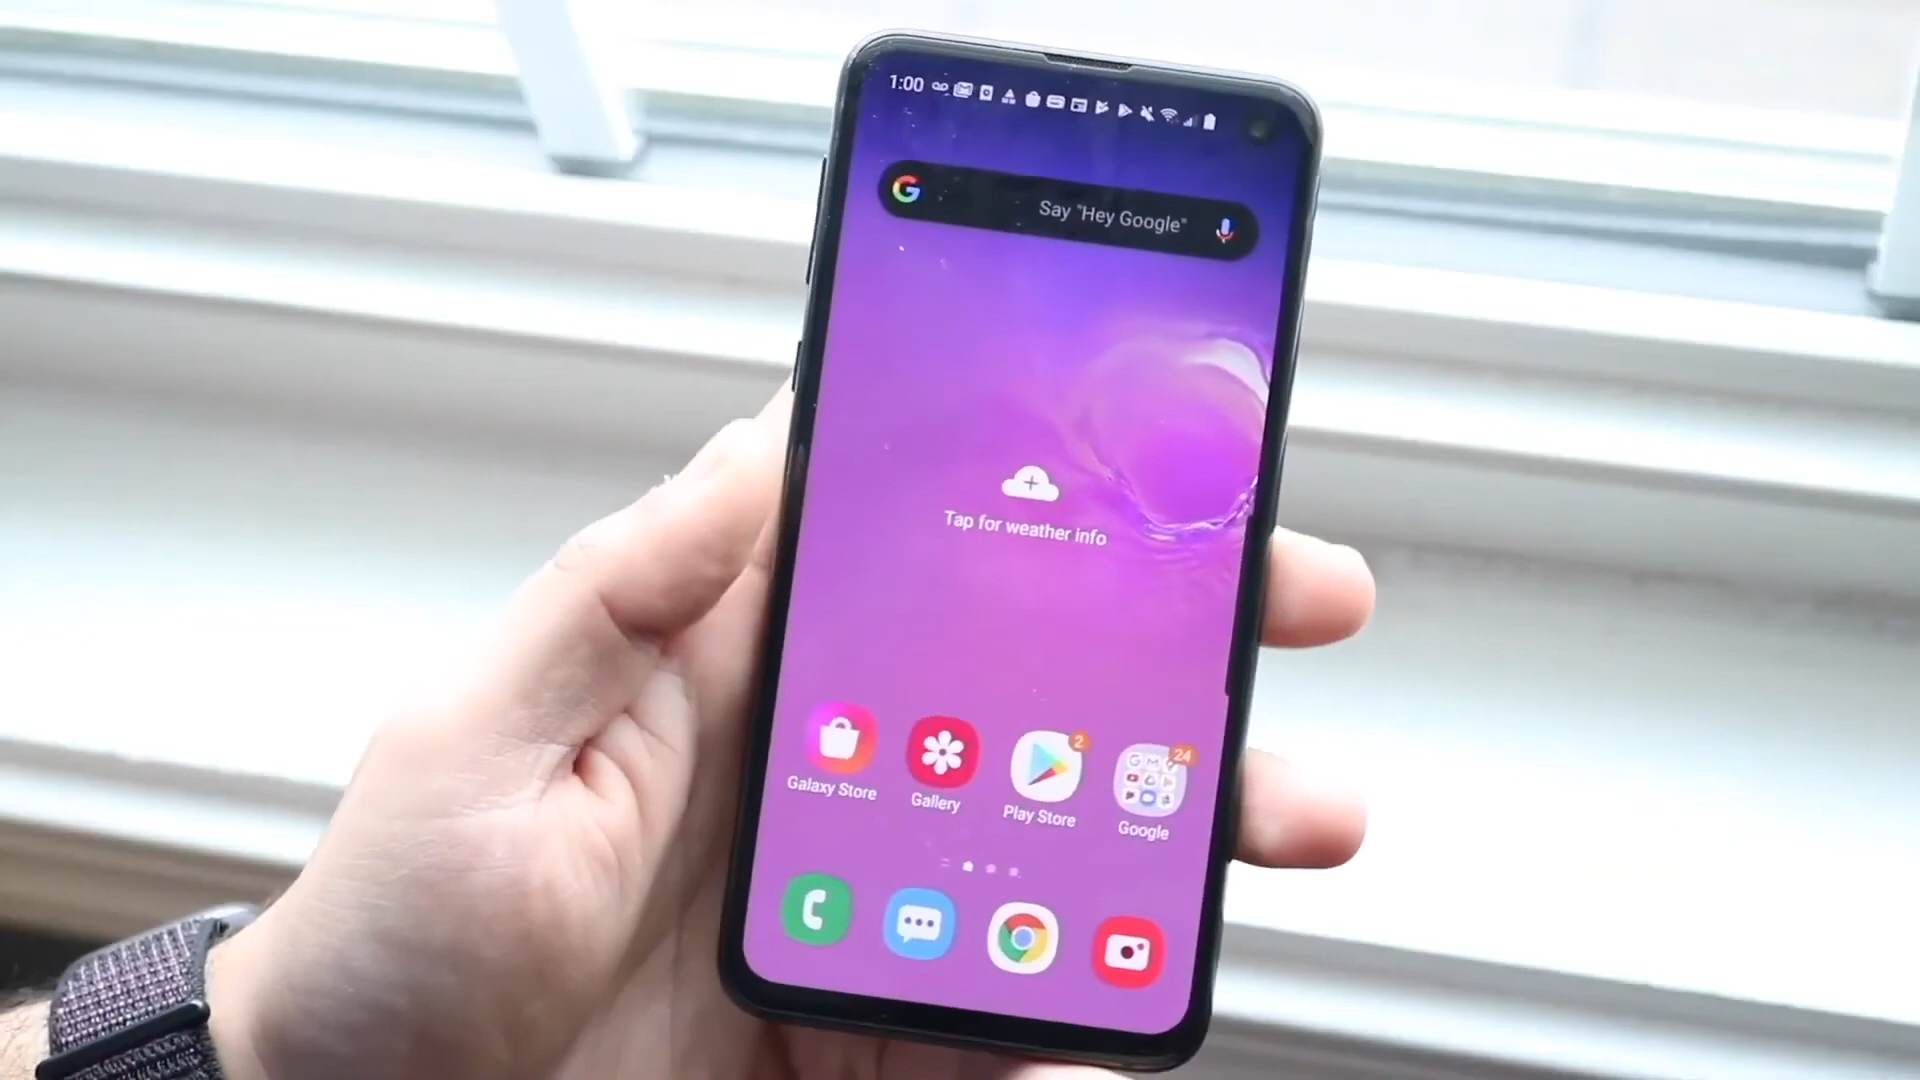 1:00
Say "Hey Google"
Tap for weather info
Galaxy Store
Gallery
2
Play Store
24
Google